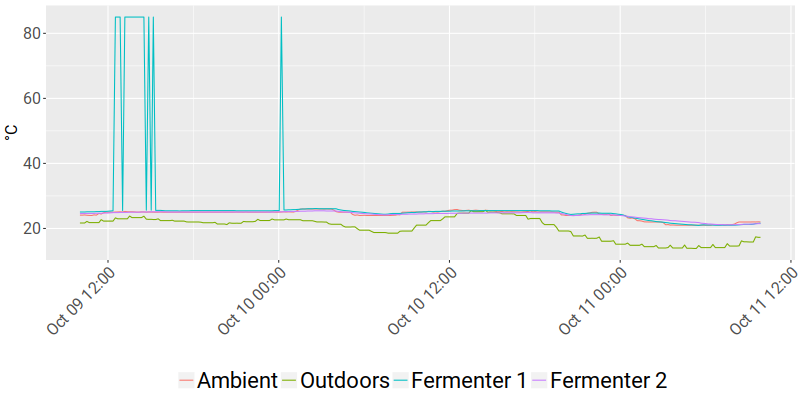 80
60
40
20
°C
Oct 09 12:00
Oct 10 00:00
Oct 10 12:00
Oct 11 00:00
Oct 11 12:00
Ambient Outdoors Fermenter 1 Fermenter 2